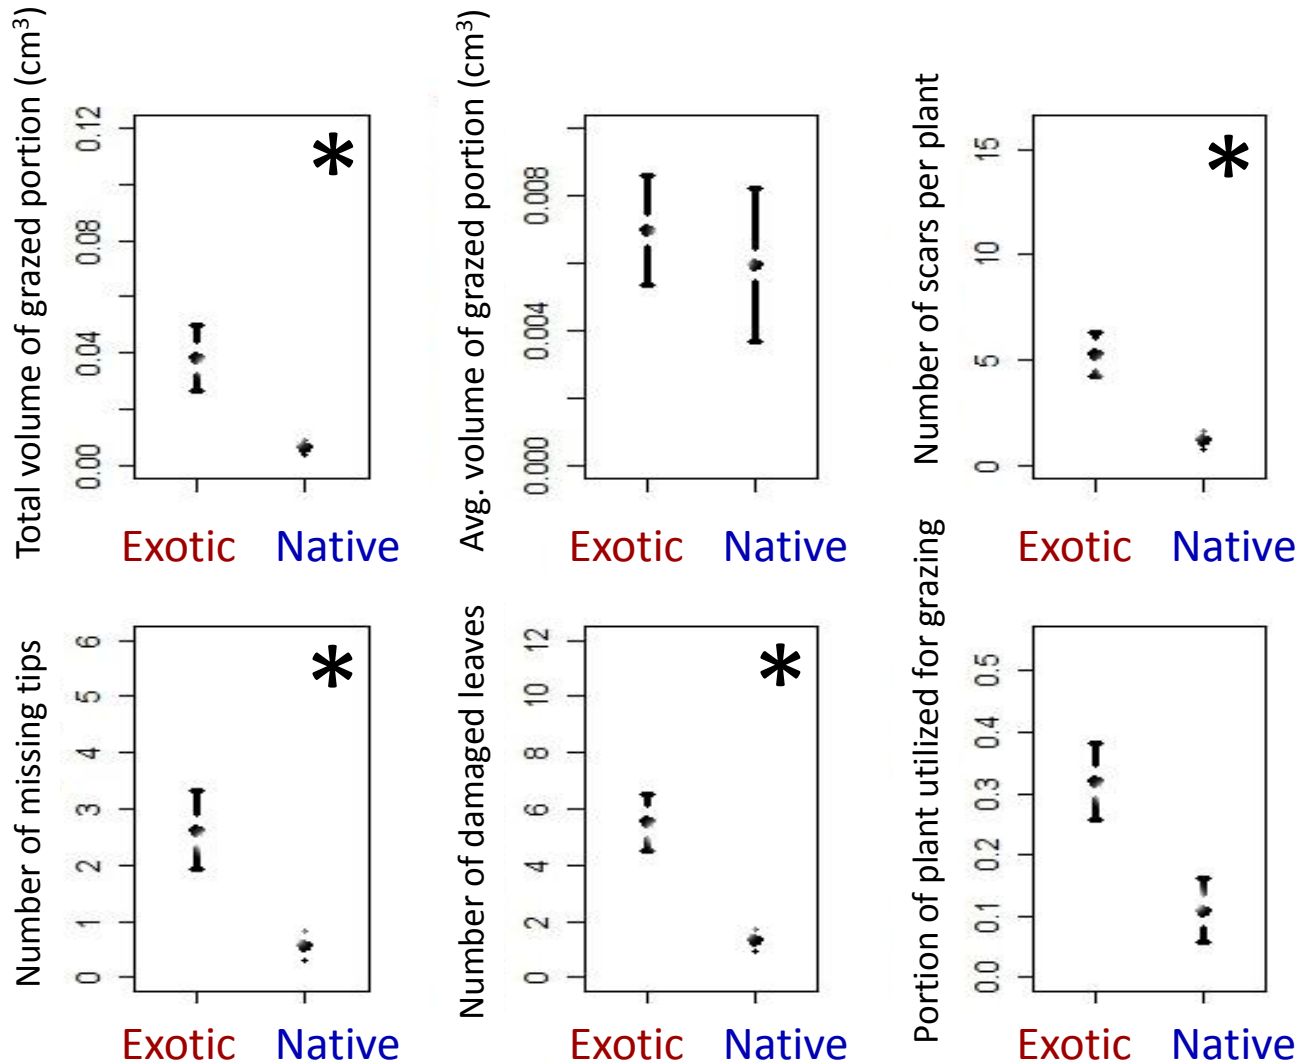 Total volume of grazed portion (cm³)
0.00
0.04
0.08
0.12
*
Exotic
Native
Avg. volume of grazed portion (cm³)
0.000
0.004
0.008
Exotic
Native
Number of scars per plant
0
5
10
15
*
Exotic
Native
Number of missing tips
0
1
2
3
4
5
6
*
Exotic
Native
Number of damaged leaves
0
2
4
6
8
10
12
*
Exotic
Native
Portion of plant utilized for grazing
0.0
0.1
0.2
0.3
0.4
0.5
Exotic
Native